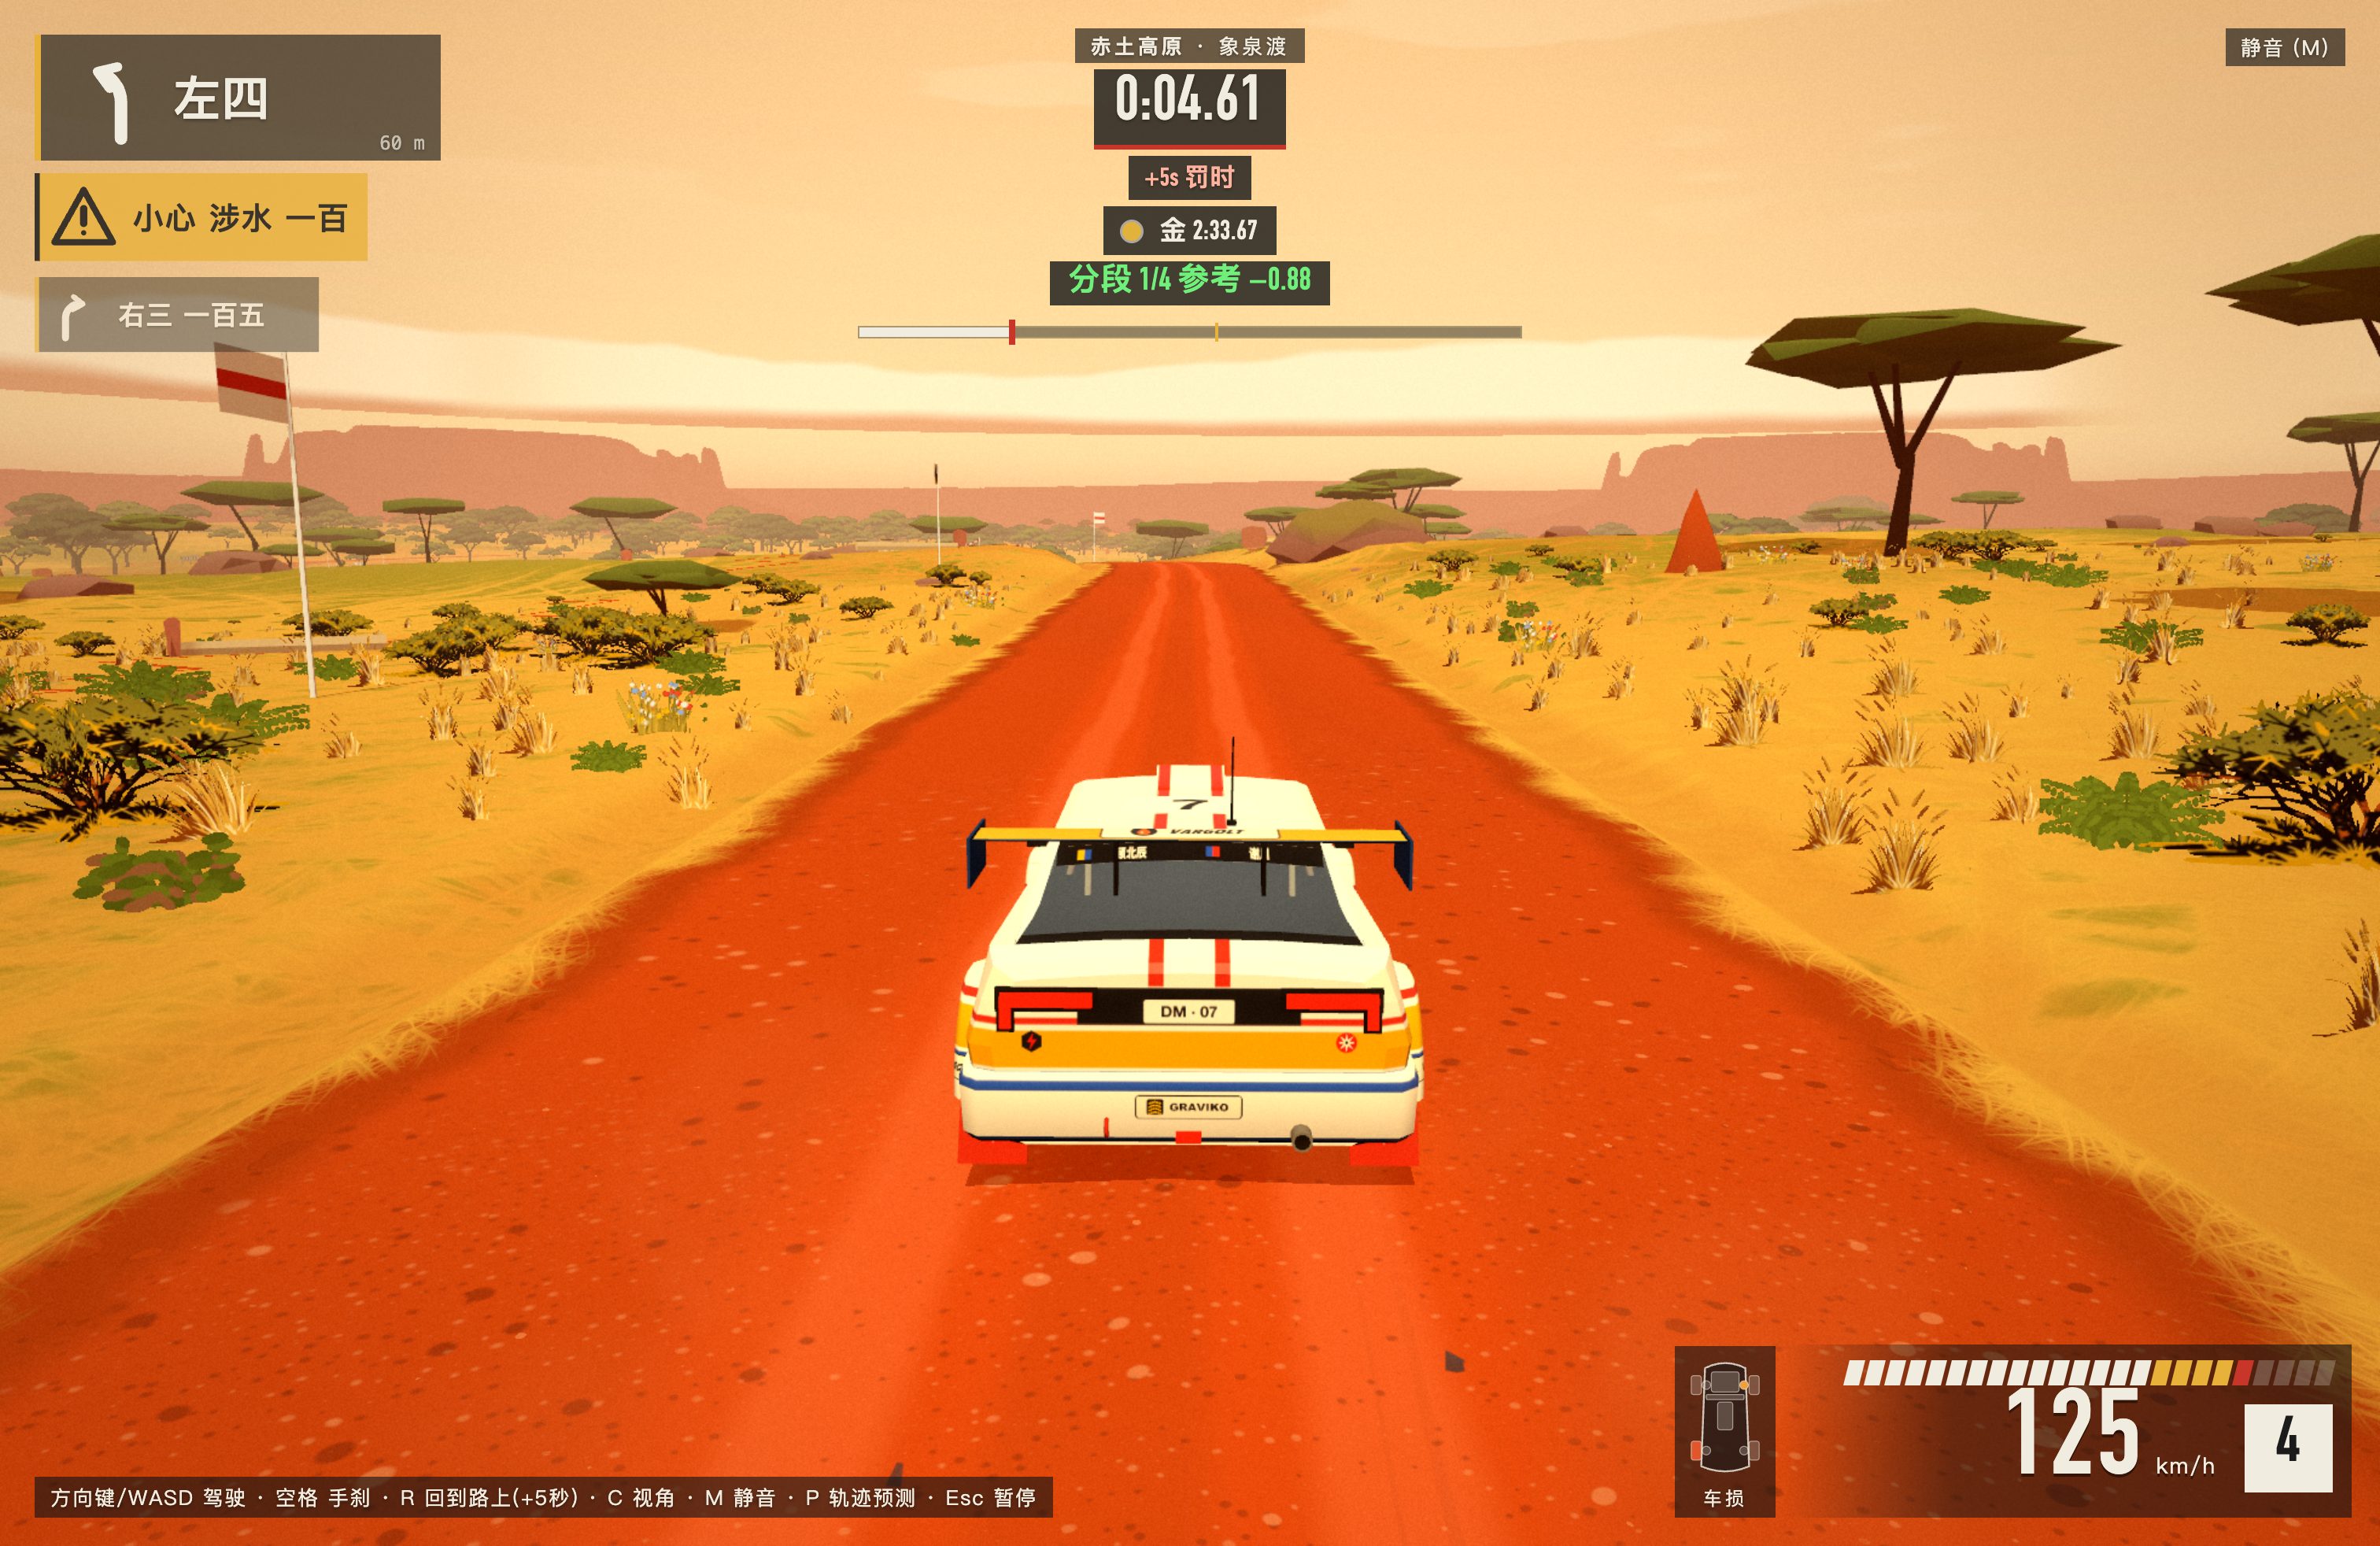 左四
60 m
小心 涉水 一百
右三 一百五
赤土高原 · 象泉渡
0:04.61
+5s 罚时
金 2:33.67
分段 1/4 参考 –0.88
静音 (M)
7
VARGOLT
北辰
DM · 07
GRAVIKO
方向键/WASD 驾驶 · 空格 手刹 · R 回到路上(+5秒) · C 视角 · M 静音 · P 轨迹预测 · Esc 暂停
车损
125 km/h
4